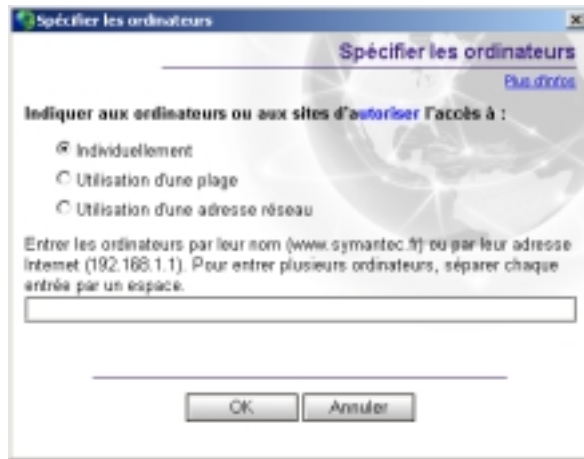 Spécifier les ordinateurs
Spécifier les ordinateurs
Plus d'infos
Indiquer aux ordinateurs ou aux sites d'autoriser l'accès à :
Individuellement
Utilisation d'une plage
Utilisation d'une adresse réseau
Entrer les ordinateurs par leur nom (www.symantec.fr) ou par leur adresse
Internet (192.168.1.1). Pour entrer plusieurs ordinateurs, séparer chaque
entrée par un espace.
OK
Annuler